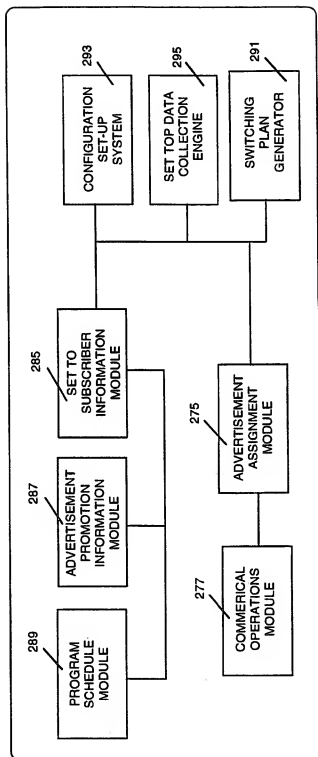 293
CONFIGURATION
SET-UP
SYSTEM
295
SET TOP DATA
COLLECTION
ENGINE
291
SWITCHING
PLAN
GENERATOR
285
SET TO
SUBSCRIBER
INFORMATION
MODULE
287
ADVERTISEMENT
PROMOTION
INFORMATION
MODULE
289
PROGRAM
SCHEDULE
MODULE
275
ADVERTISEMENT
ASSIGNMENT
MODULE
277
COMMERICAL
OPERATIONS
MODULE